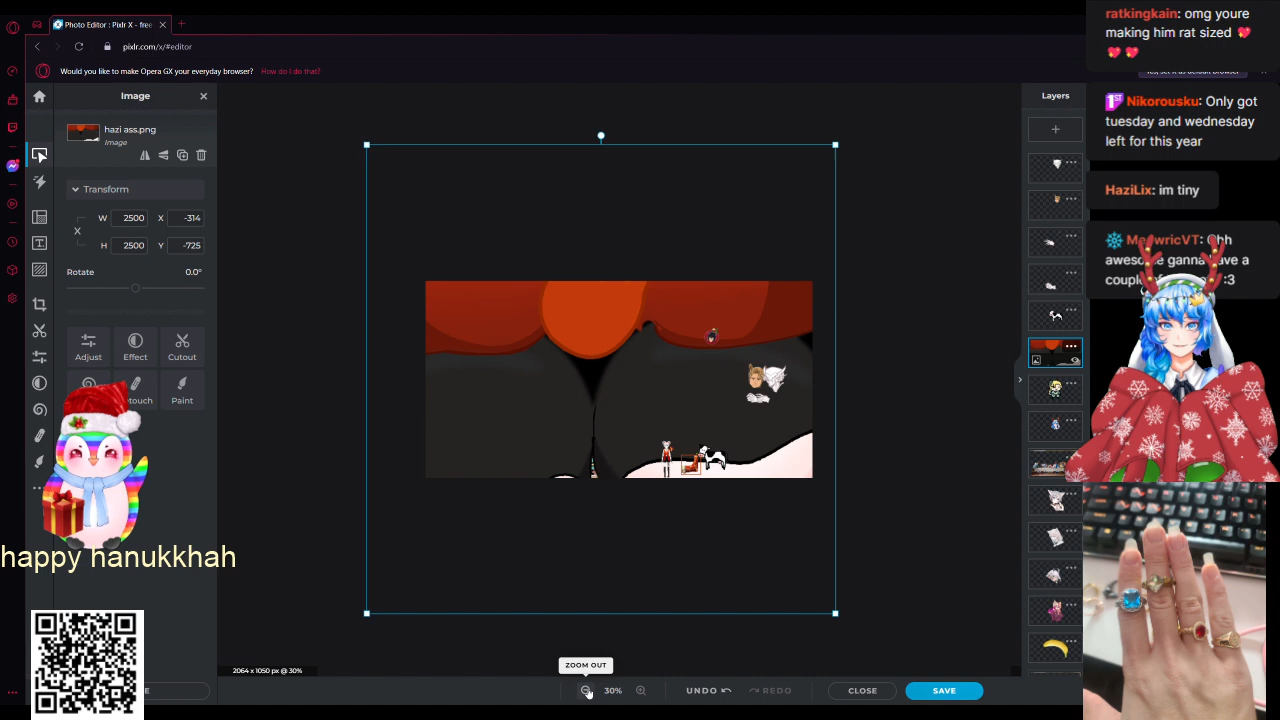 Photo Editor : Pixlr X - free
pixlr.com/x/#editor
Would you like to make Opera GX your everyday browser? How do I do that?
Image
hazi ass.png
Image
Transform
W 2500 X -314
X
H 2500 Y -725
Rotate 0.0°
Adjust Effect Cutout
Paint
2064 x 1050 px @ 30%
ZOOM OUT
30%
UNDO
REDO
CLOSE
SAVE
Layers
ratkingkain: omg youre
making him rat sized
1ST Nikorousku: Only got
tuesday and wednesday
left for this year
HaziLix: im tiny
happy hanukkhah